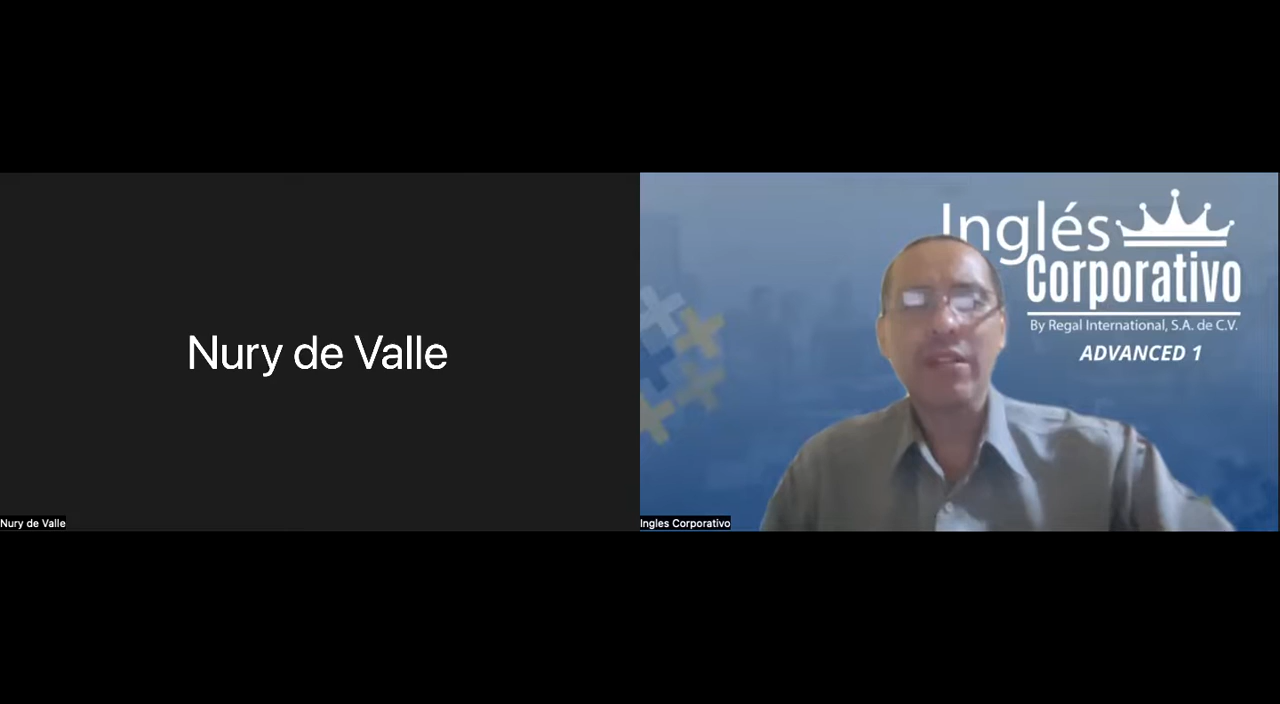 Nury de Valle
Nury de Valle
Inglés
Corporativo
By Regal International, S.A. de C.V.
ADVANCED 1
Ingles Corporativo